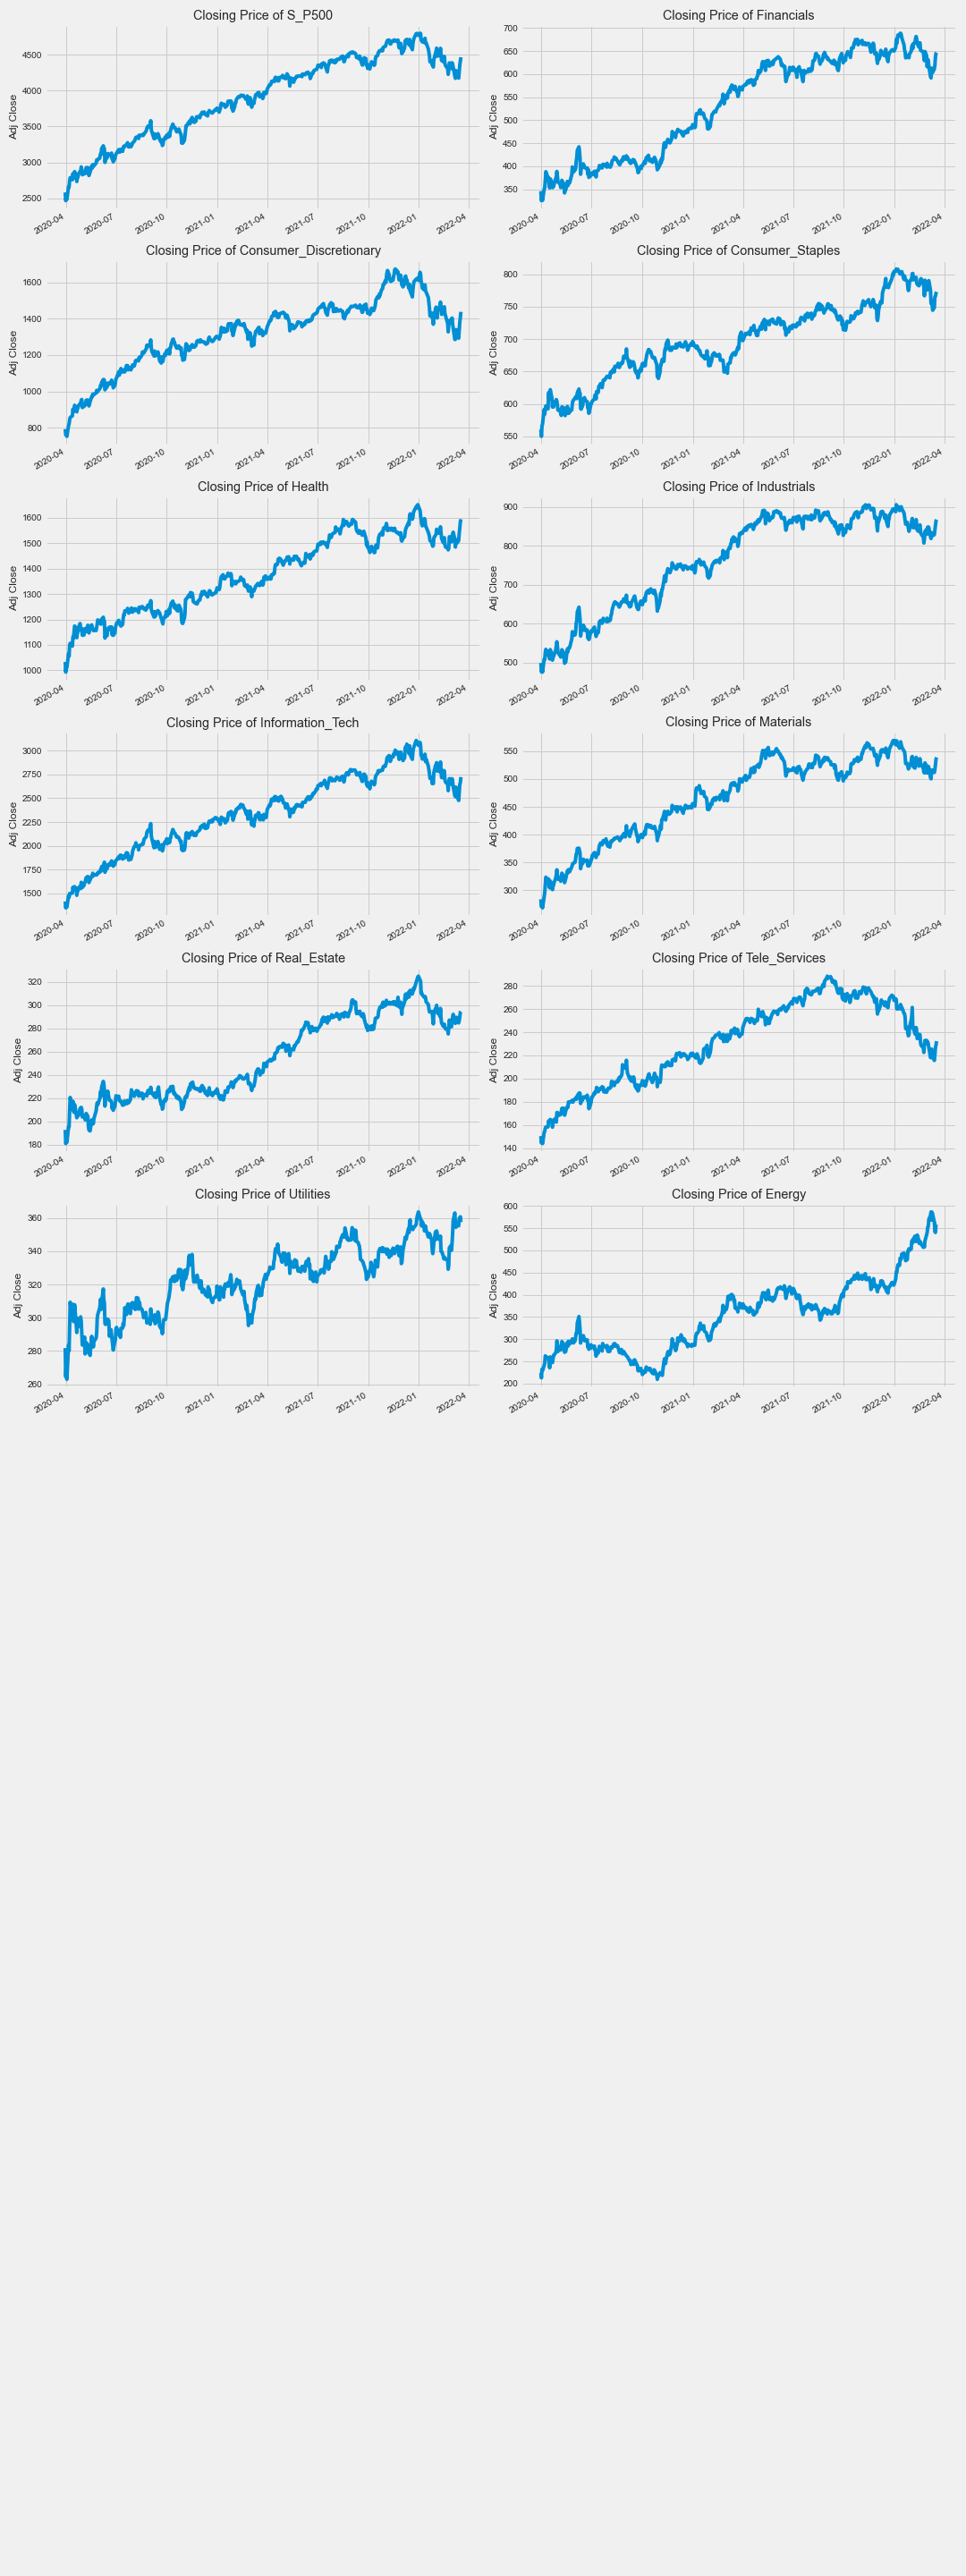 Closing Price of S_P500
Adj Close
4500
4000
3500
3000
2500
2020-04 2020-07 2020-10 2021-01 2021-04 2021-07 2021-10 2022-01 2022-04
Closing Price of Financials
Adj Close
700
650
600
550
500
450
400
350
2020-04 2020-07 2020-10 2021-01 2021-04 2021-07 2021-10 2022-01 2022-04
Closing Price of Consumer_Discretionary
Adj Close
1600
1400
1200
1000
800
2020-04 2020-07 2020-10 2021-01 2021-04 2021-07 2021-10 2022-01 2022-04
Closing Price of Consumer_Staples
Adj Close
800
750
700
650
600
550
2020-04 2020-07 2020-10 2021-01 2021-04 2021-07 2021-10 2022-01 2022-04
Closing Price of Health
Adj Close
1600
1500
1400
1300
1200
1100
1000
2020-04 2020-07 2020-10 2021-01 2021-04 2021-07 2021-10 2022-01 2022-04
Closing Price of Industrials
Adj Close
900
800
700
600
500
2020-04 2020-07 2020-10 2021-01 2021-04 2021-07 2021-10 2022-01 2022-04
Closing Price of Information_Tech
Adj Close
3000
2750
2500
2250
2000
1750
1500
2020-04 2020-07 2020-10 2021-01 2021-04 2021-07 2021-10 2022-01 2022-04
Closing Price of Materials
Adj Close
550
500
450
400
350
300
2020-04 2020-07 2020-10 2021-01 2021-04 2021-07 2021-10 2022-01 2022-04
Closing Price of Real_Estate
Adj Close
320
300
280
260
240
220
200
180
2020-04 2020-07 2020-10 2021-01 2021-04 2021-07 2021-10 2022-01 2022-04
Closing Price of Tele_Services
Adj Close
280
260
240
220
200
180
160
140
2020-04 2020-07 2020-10 2021-01 2021-04 2021-07 2021-10 2022-01 2022-04
Closing Price of Utilities
Adj Close
360
340
320
300
280
260
2020-04 2020-07 2020-10 2021-01 2021-04 2021-07 2021-10 2022-01 2022-04
Closing Price of Energy
Adj Close
600
550
500
450
400
350
300
250
200
2020-04 2020-07 2020-10 2021-01 2021-04 2021-07 2021-10 2022-01 2022-04